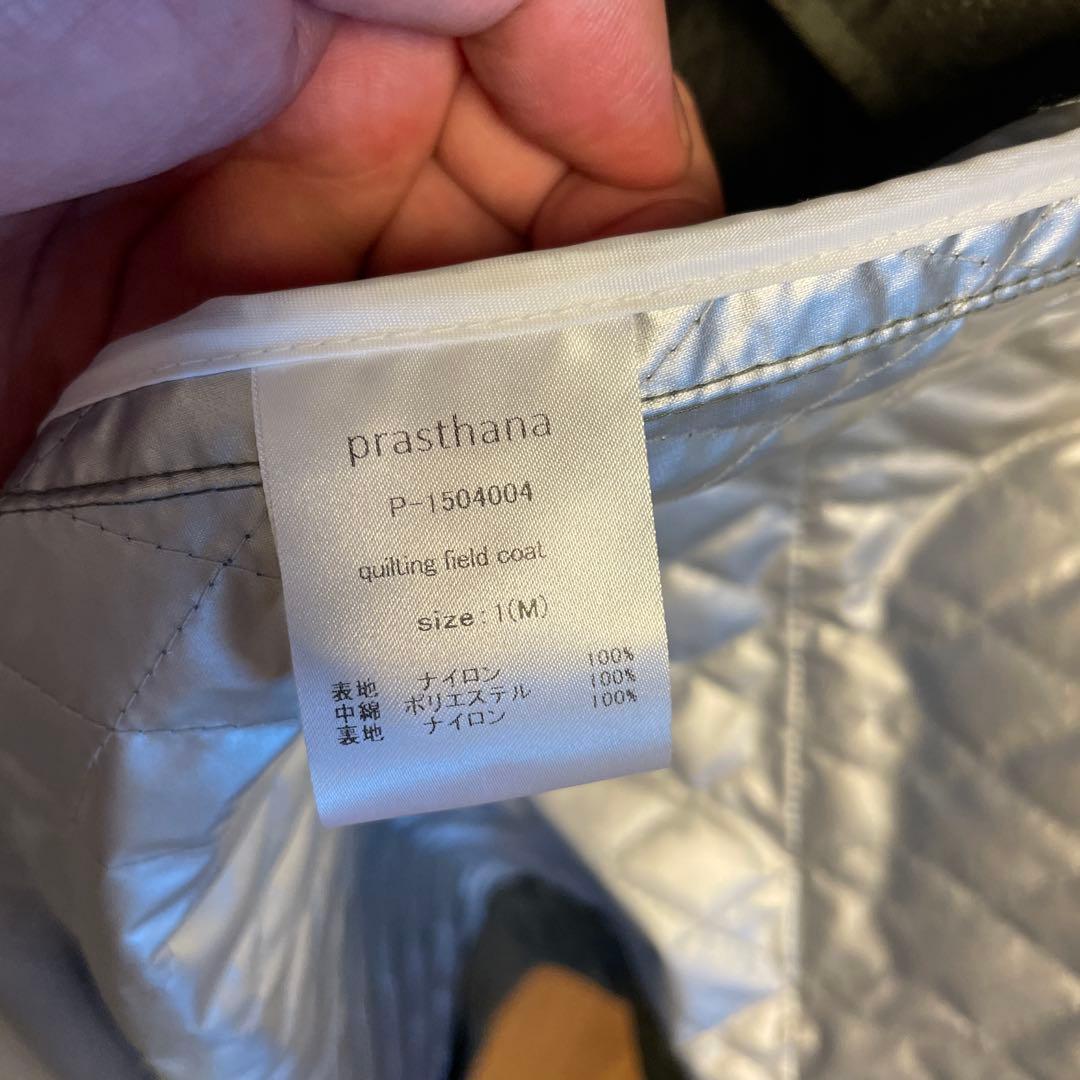 prasthana
P-1504004
quilting field coat
size:1(M)
表地 ナイロン 100%
中綿 ポリエステル 100%
裏地 ナイロン 100%